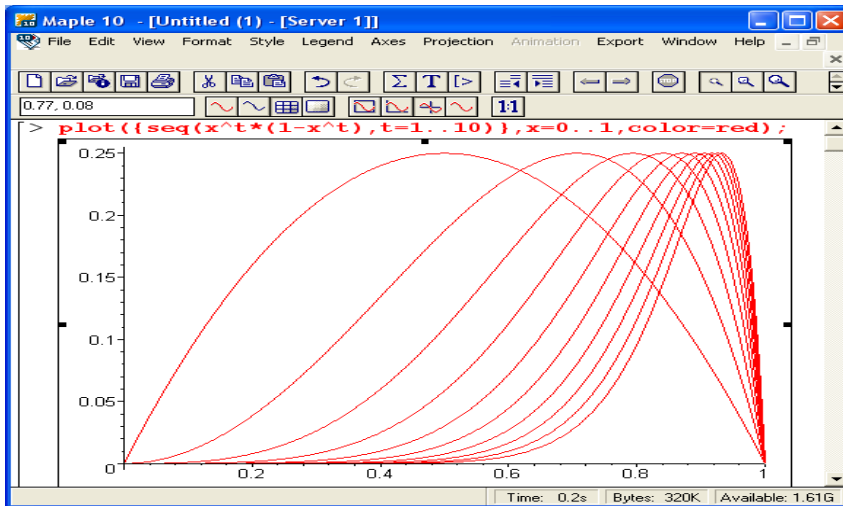 Maple 10 - [Untitled (1) - [Server 1]]
File Edit View Format Style Legend Axes Projection Animation Export Window Help
Σ T [>
0.77, 0.08 1:1
[> plot({seq(x^t*(1-x^t),t=1..10)},x=0..1,color=red);
0.25
0.2
0.15
0.1
0.05
0
0.2 0.4 0.6 0.8 1
Time: 0.2s Bytes: 320K Available: 1.61G